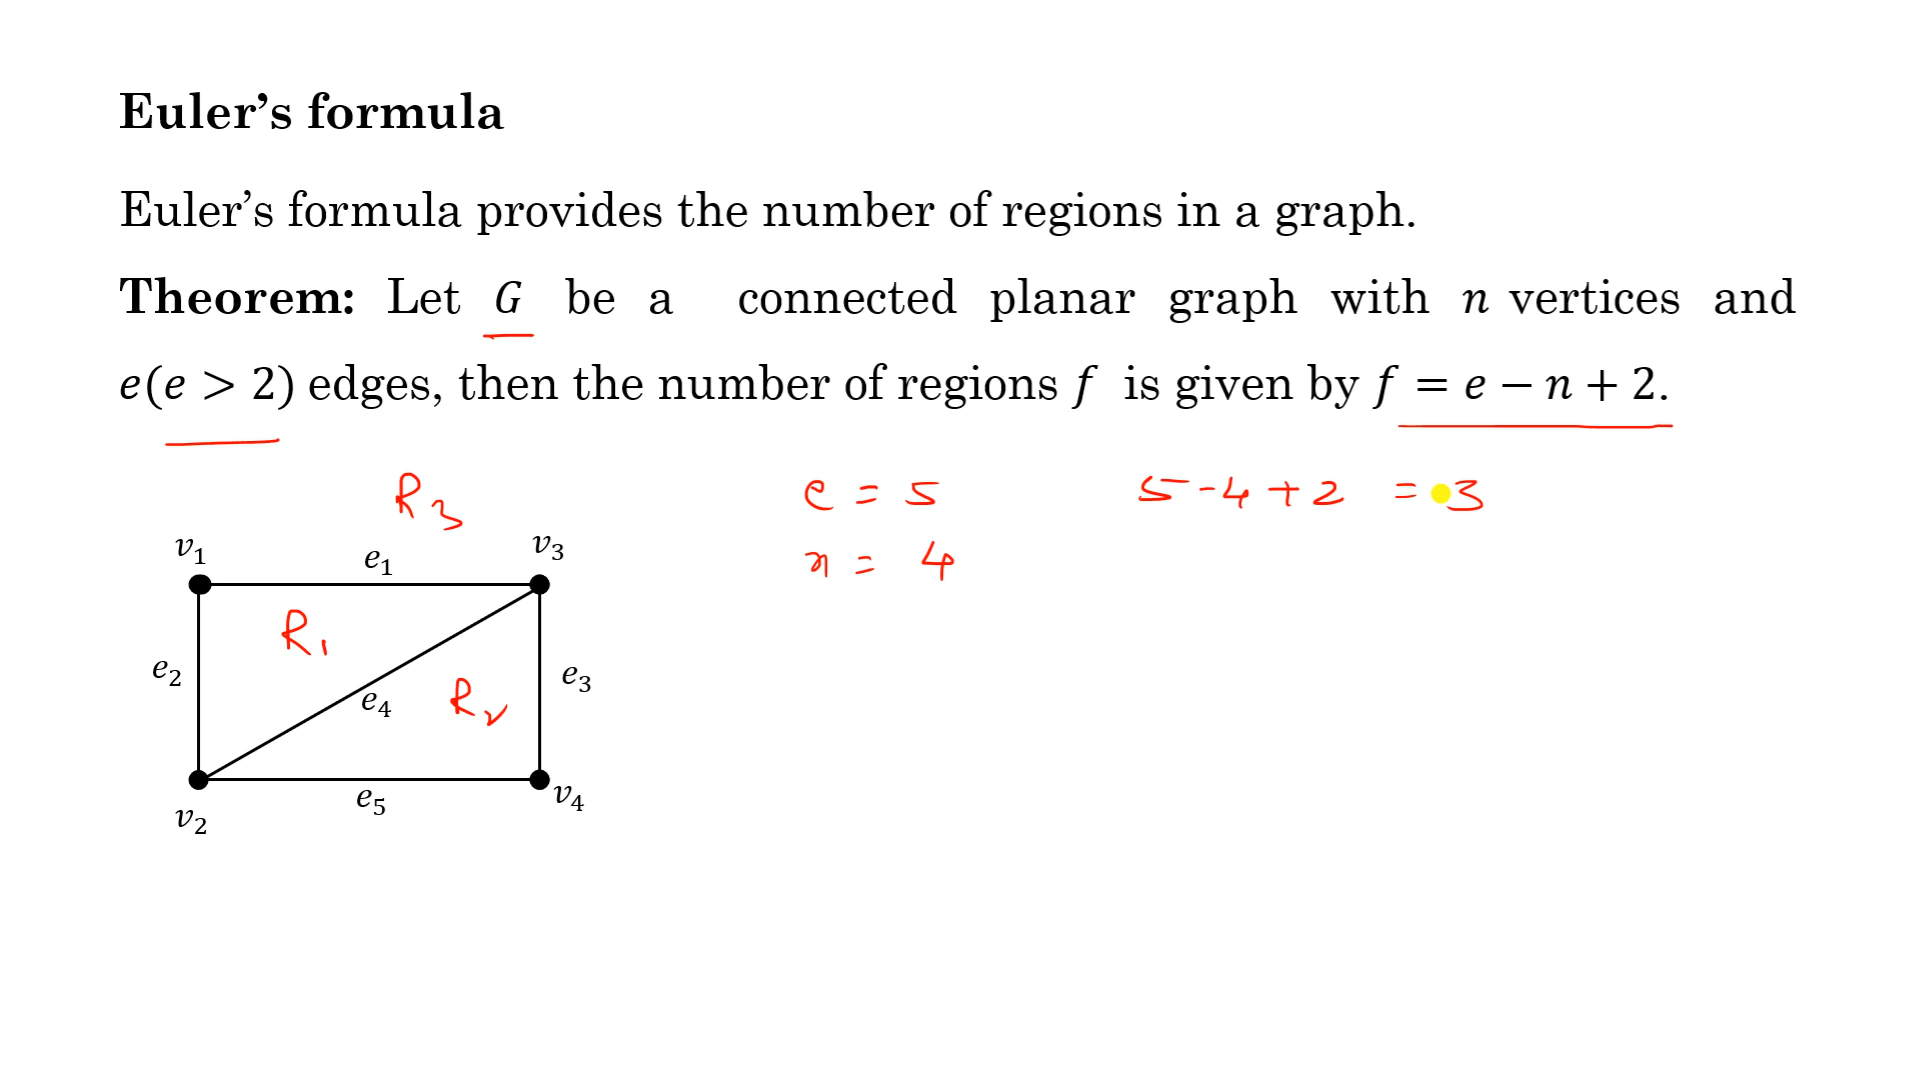 Euler’s formula
Euler’s formula provides the number of regions in a graph.
Theorem: Let G be a connected planar graph with n vertices and
e(e > 2) edges, then the number of regions f is given by f = e − n + 2.
R3
e = 5
5 - 4 + 2 = 3
n = 4
v1
e1
v3
R1
e2
e3
e4
R2
e5
v4
v2